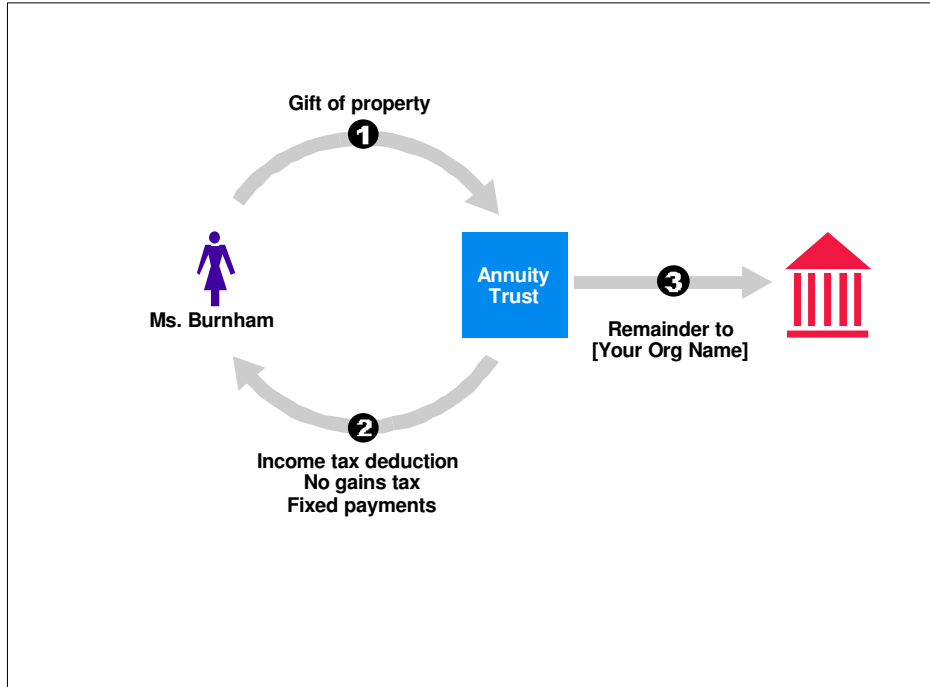 Gift of property
1
Ms. Burnham
Annuity
Trust
3
Remainder to
[Your Org Name]
2
Income tax deduction
No gains tax
Fixed payments